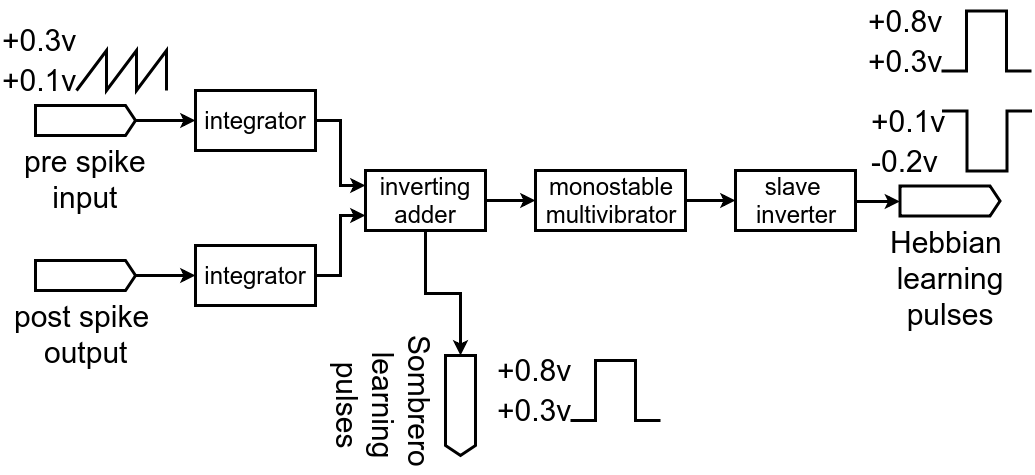 +0.3v
+0.1v
pre spike
input
integrator
post spike
output
integrator
inverting
adder
monostable
multivibrator
slave
inverter
+0.8v
+0.3v
+0.1v
-0.2v
Hebbian
learning
pulses
Sombrero
learning
pulses
+0.8v
+0.3v